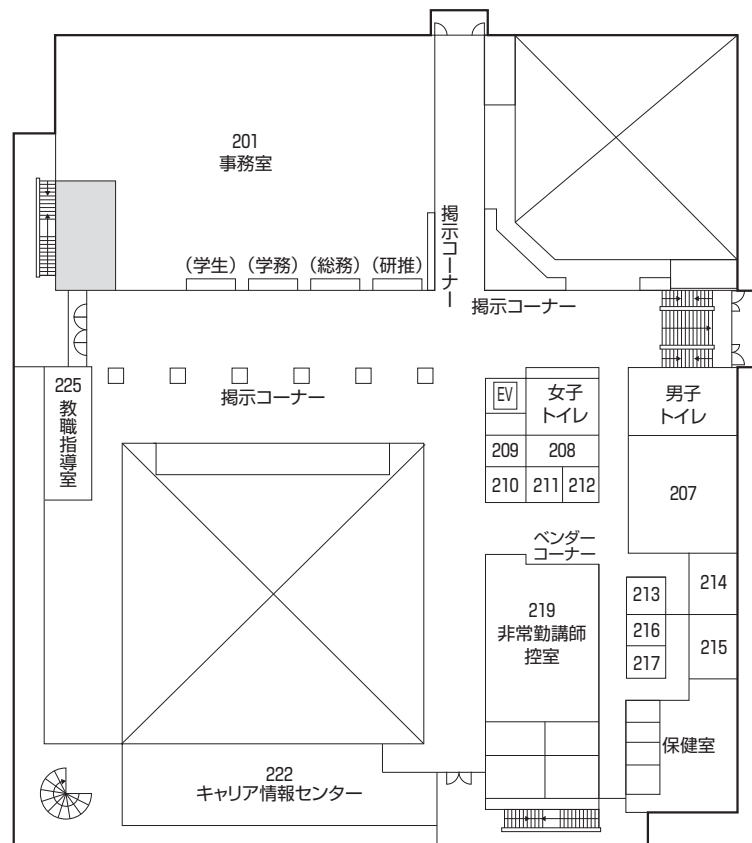 201
事務室
掲示コーナー
(学生)
(学務)
(総務)
(研推)
掲示コーナー
225
教職指導室
掲示コーナー
EV
女子
トイレ
男子
トイレ
209
208
210
211
212
207
ベンダー
コーナー
219
非常勤講師
控室
213
214
216
217
215
保健室
222
キャリア情報センター